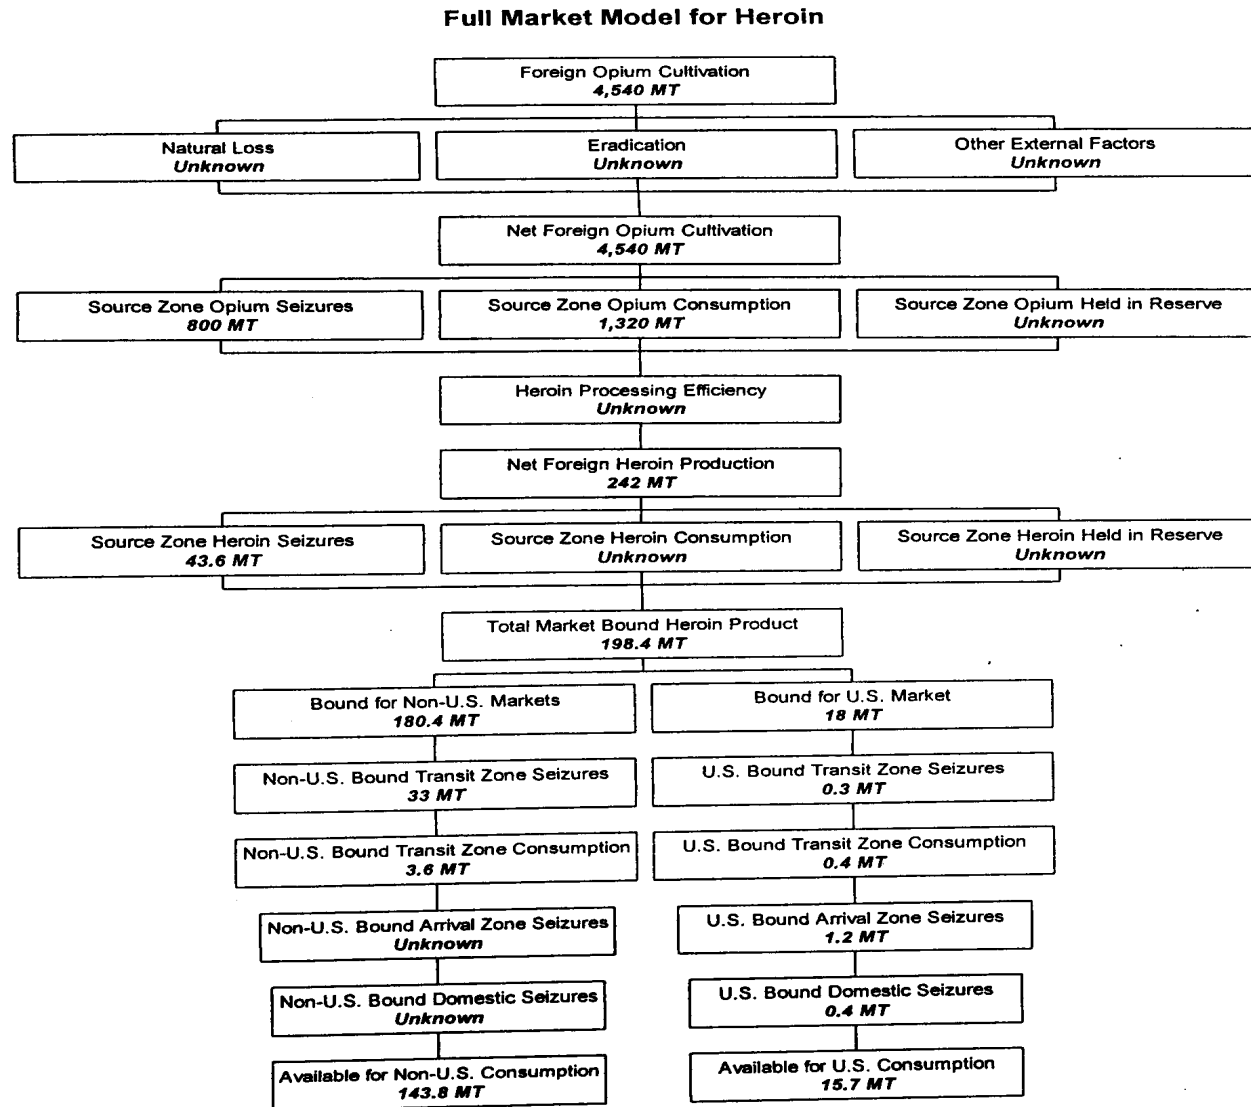 Full Market Model for Heroin
Foreign Opium Cultivation
4,540 MT
Natural Loss
Unknown
Eradication
Unknown
Other External Factors
Unknown
Net Foreign Opium Cultivation
4,540 MT
Source Zone Opium Seizures
800 MT
Source Zone Opium Consumption
1,320 MT
Source Zone Opium Held in Reserve
Unknown
Heroin Processing Efficiency
Unknown
Net Foreign Heroin Production
242 MT
Source Zone Heroin Seizures
43.6 MT
Source Zone Heroin Consumption
Unknown
Source Zone Heroin Held in Reserve
Unknown
Total Market Bound Heroin Product
198.4 MT
Bound for Non-U.S. Markets
180.4 MT
Bound for U.S. Market
18 MT
Non-U.S. Bound Transit Zone Seizures
33 MT
U.S. Bound Transit Zone Seizures
0.3 MT
Non-U.S. Bound Transit Zone Consumption
3.6 MT
U.S. Bound Transit Zone Consumption
0.4 MT
Non-U.S. Bound Arrival Zone Seizures
Unknown
U.S. Bound Arrival Zone Seizures
1.2 MT
Non-U.S. Bound Domestic Seizures
Unknown
U.S. Bound Domestic Seizures
0.4 MT
Available for Non-U.S. Consumption
143.8 MT
Available for U.S. Consumption
15.7 MT